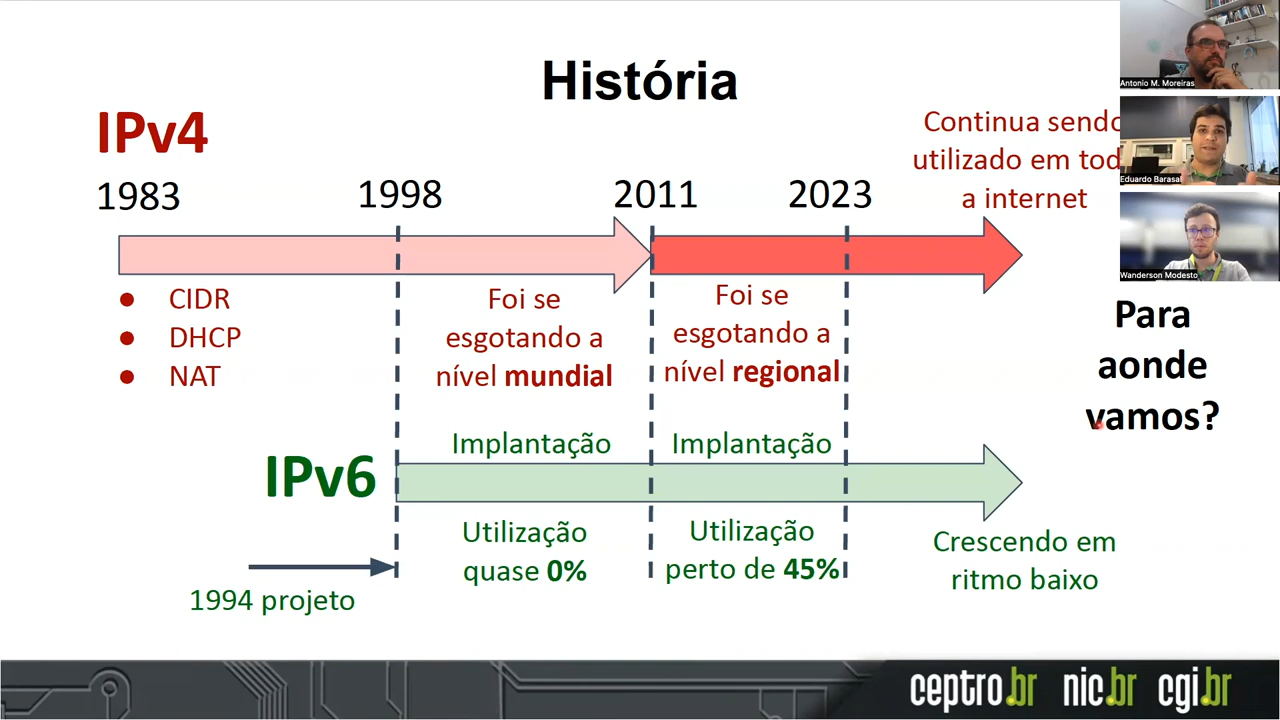 História
IPv4
1983
1998
2011
2023
Continua sendo
utilizado em tod
a internet
CIDR
DHCP
NAT
Foi se
esgotando a
nível mundial
Foi se
esgotando a
nível regional
Para
aonde
vamos?
IPv6
Implantação
Implantação
Utilização
quase 0%
Utilização
perto de 45%
Crescendo em
ritmo baixo
1994 projeto
Antonio M. Moreiras
Eduardo Barasal
Wanderson Modesto
ceptro.br nic.br cgi.br